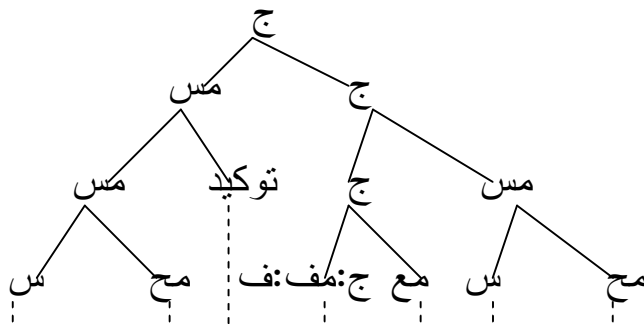 ج
ج مس
مس ج توكيد مس
مح س مع ج:مف:ف مح س